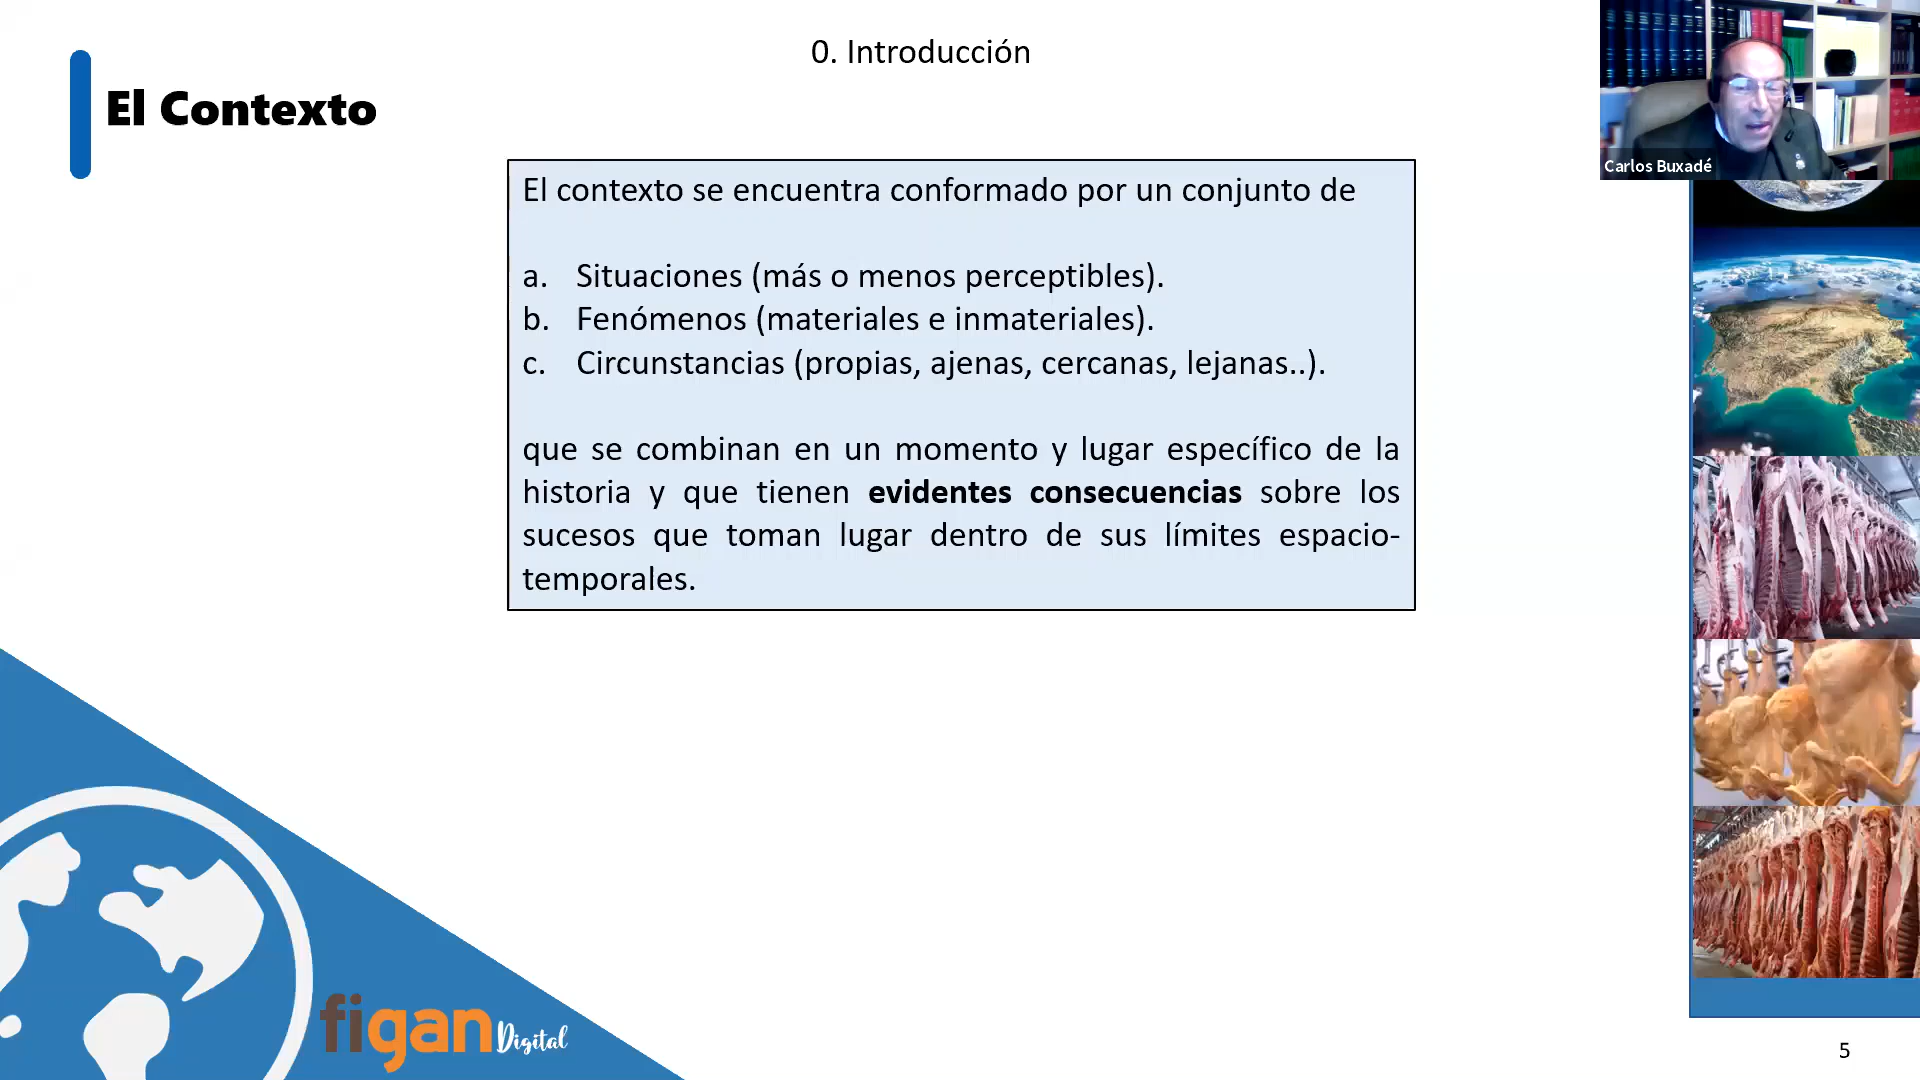 0. Introducción
El Contexto
Carlos Buxadé
El contexto se encuentra conformado por un conjunto de
a. Situaciones (más o menos perceptibles).
b. Fenómenos (materiales e inmateriales).
c. Circunstancias (propias, ajenas, cercanas, lejanas..).
que se combinan en un momento y lugar específico de la
historia y que tienen evidentes consecuencias sobre los
sucesos que toman lugar dentro de sus límites espacio-
temporales.
figan Digital
5